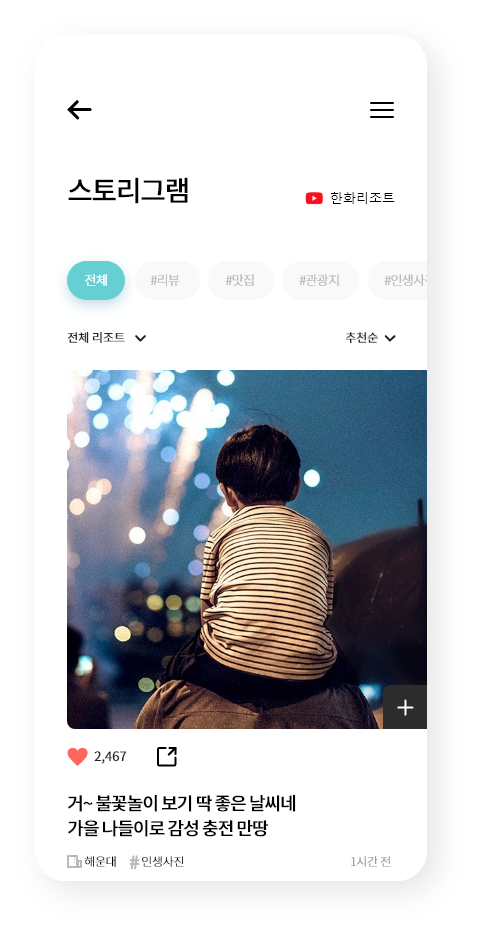 스토리그램
한화리조트
전체 #리뷰 #맛집 #관광지 #인생사
전체 리조트 추천순
2,467
거~ 불꽃놀이 보기 딱 좋은 날씨네
가을 나들이로 감성 충전 만땅
해운대 #인생사진 1시간 전